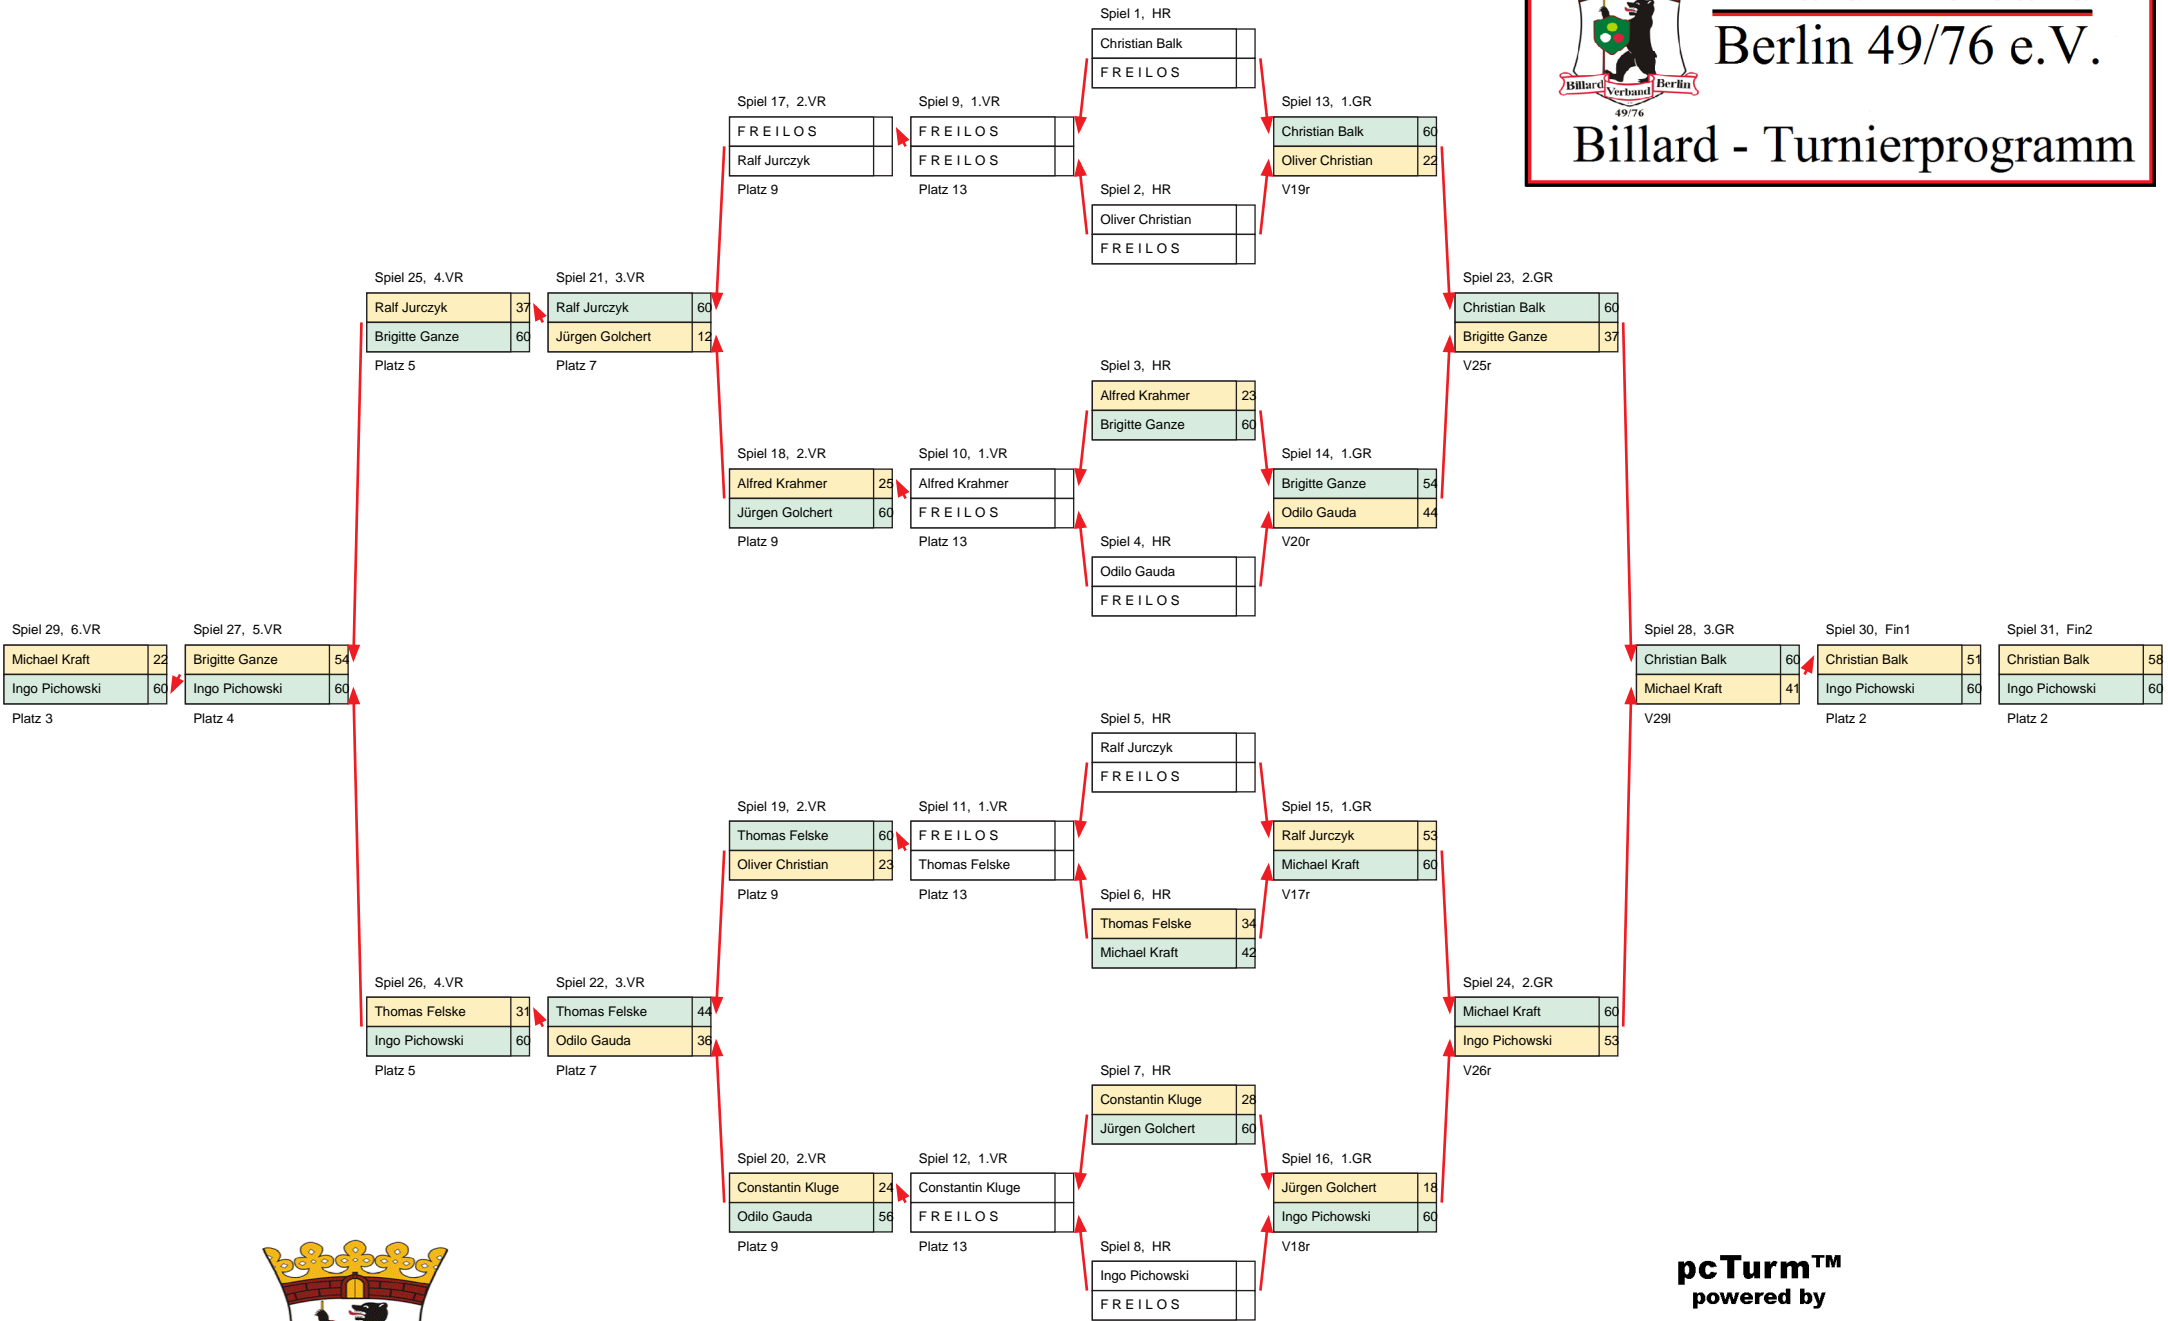 Spiel 1, HR
Christian Balk
F R E I L O S
Berlin 49/76 e.V.
Billard Verband Berlin
49/76
Billard - Turnierprogramm
Spiel 17, 2.VR
F R E I L O S
Ralf Jurczyk
Platz 9
Spiel 9, 1.VR
F R E I L O S
F R E I L O S
Platz 13
Spiel 13, 1.GR
Christian Balk 60
Oliver Christian 22
V19r
Spiel 2, HR
Oliver Christian
F R E I L O S
Spiel 25, 4.VR
Ralf Jurczyk 37
Brigitte Ganze 60
Platz 5
Spiel 21, 3.VR
Ralf Jurczyk 60
Jürgen Golchert 12
Platz 7
Spiel 23, 2.GR
Christian Balk 60
Brigitte Ganze 37
V25r
Spiel 3, HR
Alfred Krahmer 23
Brigitte Ganze 60
Spiel 18, 2.VR
Alfred Krahmer 25
Jürgen Golchert 60
Platz 9
Spiel 10, 1.VR
Alfred Krahmer
F R E I L O S
Platz 13
Spiel 14, 1.GR
Brigitte Ganze 54
Odilo Gauda 44
V20r
Spiel 4, HR
Odilo Gauda
F R E I L O S
Spiel 29, 6.VR
Michael Kraft 22
Ingo Pichowski 60
Platz 3
Spiel 27, 5.VR
Brigitte Ganze 54
Ingo Pichowski 60
Platz 4
Spiel 28, 3.GR
Christian Balk 60
Michael Kraft 41
V29l
Spiel 30, Fin1
Christian Balk 51
Ingo Pichowski 60
Platz 2
Spiel 31, Fin2
Christian Balk 58
Ingo Pichowski 60
Platz 2
Spiel 5, HR
Ralf Jurczyk
F R E I L O S
Spiel 19, 2.VR
Thomas Felske 60
Oliver Christian 23
Platz 9
Spiel 11, 1.VR
F R E I L O S
Thomas Felske
Platz 13
Spiel 15, 1.GR
Ralf Jurczyk 53
Michael Kraft 60
V17r
Spiel 6, HR
Thomas Felske 34
Michael Kraft 42
Spiel 26, 4.VR
Thomas Felske 31
Ingo Pichowski 60
Platz 5
Spiel 22, 3.VR
Thomas Felske 44
Odilo Gauda 36
Platz 7
Spiel 24, 2.GR
Michael Kraft 60
Ingo Pichowski 53
V26r
Spiel 7, HR
Constantin Kluge 28
Jürgen Golchert 60
Spiel 20, 2.VR
Constantin Kluge 24
Odilo Gauda 56
Platz 9
Spiel 12, 1.VR
Constantin Kluge
F R E I L O S
Platz 13
Spiel 16, 1.GR
Jürgen Golchert 18
Ingo Pichowski 60
V18r
Spiel 8, HR
Ingo Pichowski
F R E I L O S
pcTurm™
powered by